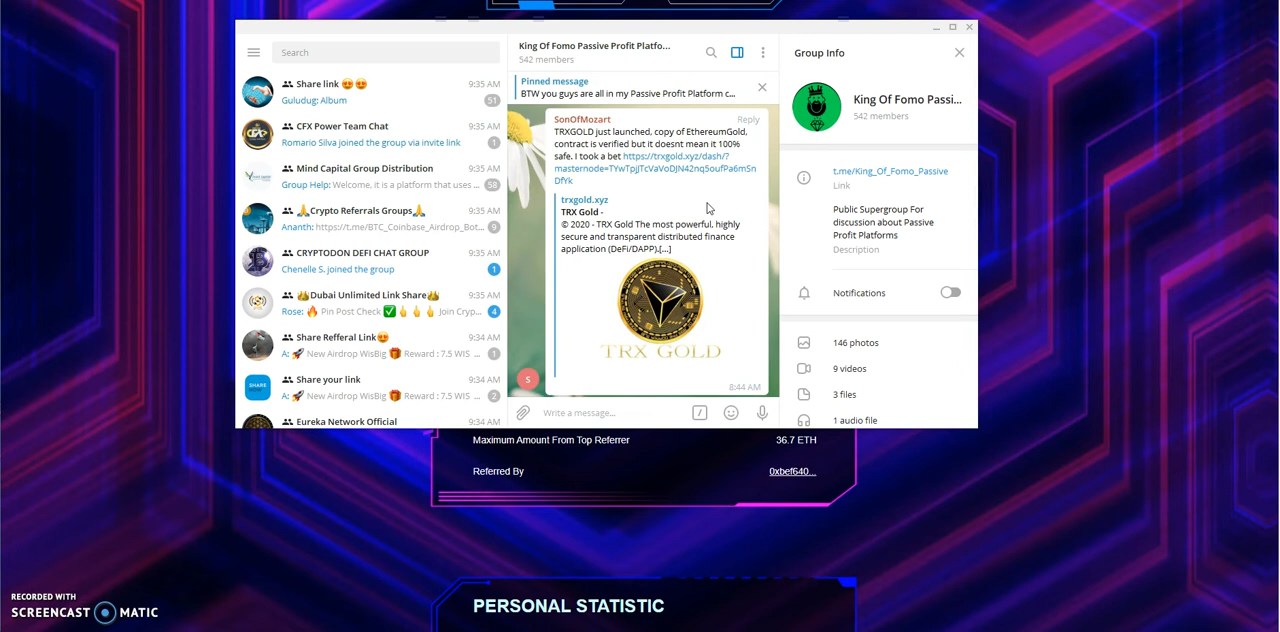 Search
Share link 😍😍 9:35 AM
Guludug: Album 51
CFX Power Team Chat 9:35 AM
Romario Silva joined the group via invite link 1
Mind Capital Group Distribution 9:35 AM
Group Help: Welcome, it is a platform that uses ... 58
🙏Crypto Referrals Groups🙏 9:35 AM
Ananth: https://t.me/BTC_Coinbase_Airdrop_Bot... 9
CRYPTODON DEFI CHAT GROUP 9:35 AM
Chenelle S. joined the group 1
👑Dubai Unlimited Link Share👑 9:35 AM
Rose: 🔥 Pin Post Check ✅👆👆👆 Join Cryp... 4
Share Refferal Link😍 9:34 AM
A: 🚀 New Airdrop WisBig 🎁 Reward : 7.5 WIS ... 1
Share your link 9:34 AM
A: 🚀 New Airdrop WisBig 🎁 Reward : 7.5 WIS ... 2
SHARE
Eureka Network Official 9:34 AM
King Of Fomo Passive Profit Platfo...
542 members
Pinned message
BTW you guys are all in my Passive Profit Platform c...
SonOfMozart Reply
TRXGOLD just launched, copy of EthereumGold,
contract is verified but it doesnt mean it 100%
safe. I took a bet https://trxgold.xyz/dash/?
masternode=TYwTpjJTcVaVoDJN42nq5oufPa6mSn
DfYk
trxgold.xyz
TRX Gold -
© 2020 - TRX Gold The most powerful, highly
secure and transparent distributed finance
application (DeFi/DAPP).[...]
TRX GOLD
8:44 AM
S
Write a message...
Group Info
King Of Fomo Passi...
542 members
t.me/King_Of_Fomo_Passive
Link
Public Supergroup For
discussion about Passive
Profit Platforms
Description
Notifications
146 photos
9 videos
3 files
1 audio file
Maximum Amount From Top Referrer 36.7 ETH
Referred By 0xbef640...
PERSONAL STATISTIC
RECORDED WITH
SCREENCAST MATIC